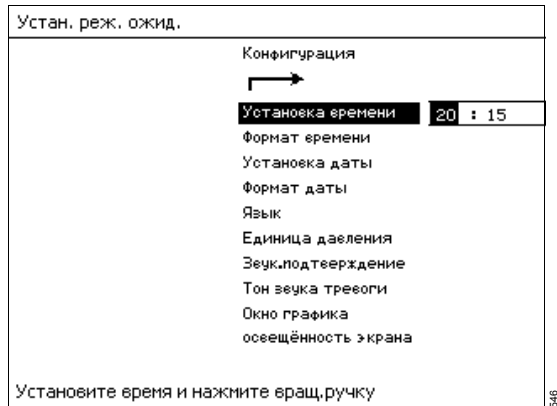 Устан. реж. ожид.
Конфигурация
Установка времени 20 : 15
Формат времени
Установка даты
Формат даты
Язык
Единица давления
Звук.подтверждение
Тон звука тревоги
Окно графика
освещённость экрана
Установите время и нажмите вращ.ручку
546